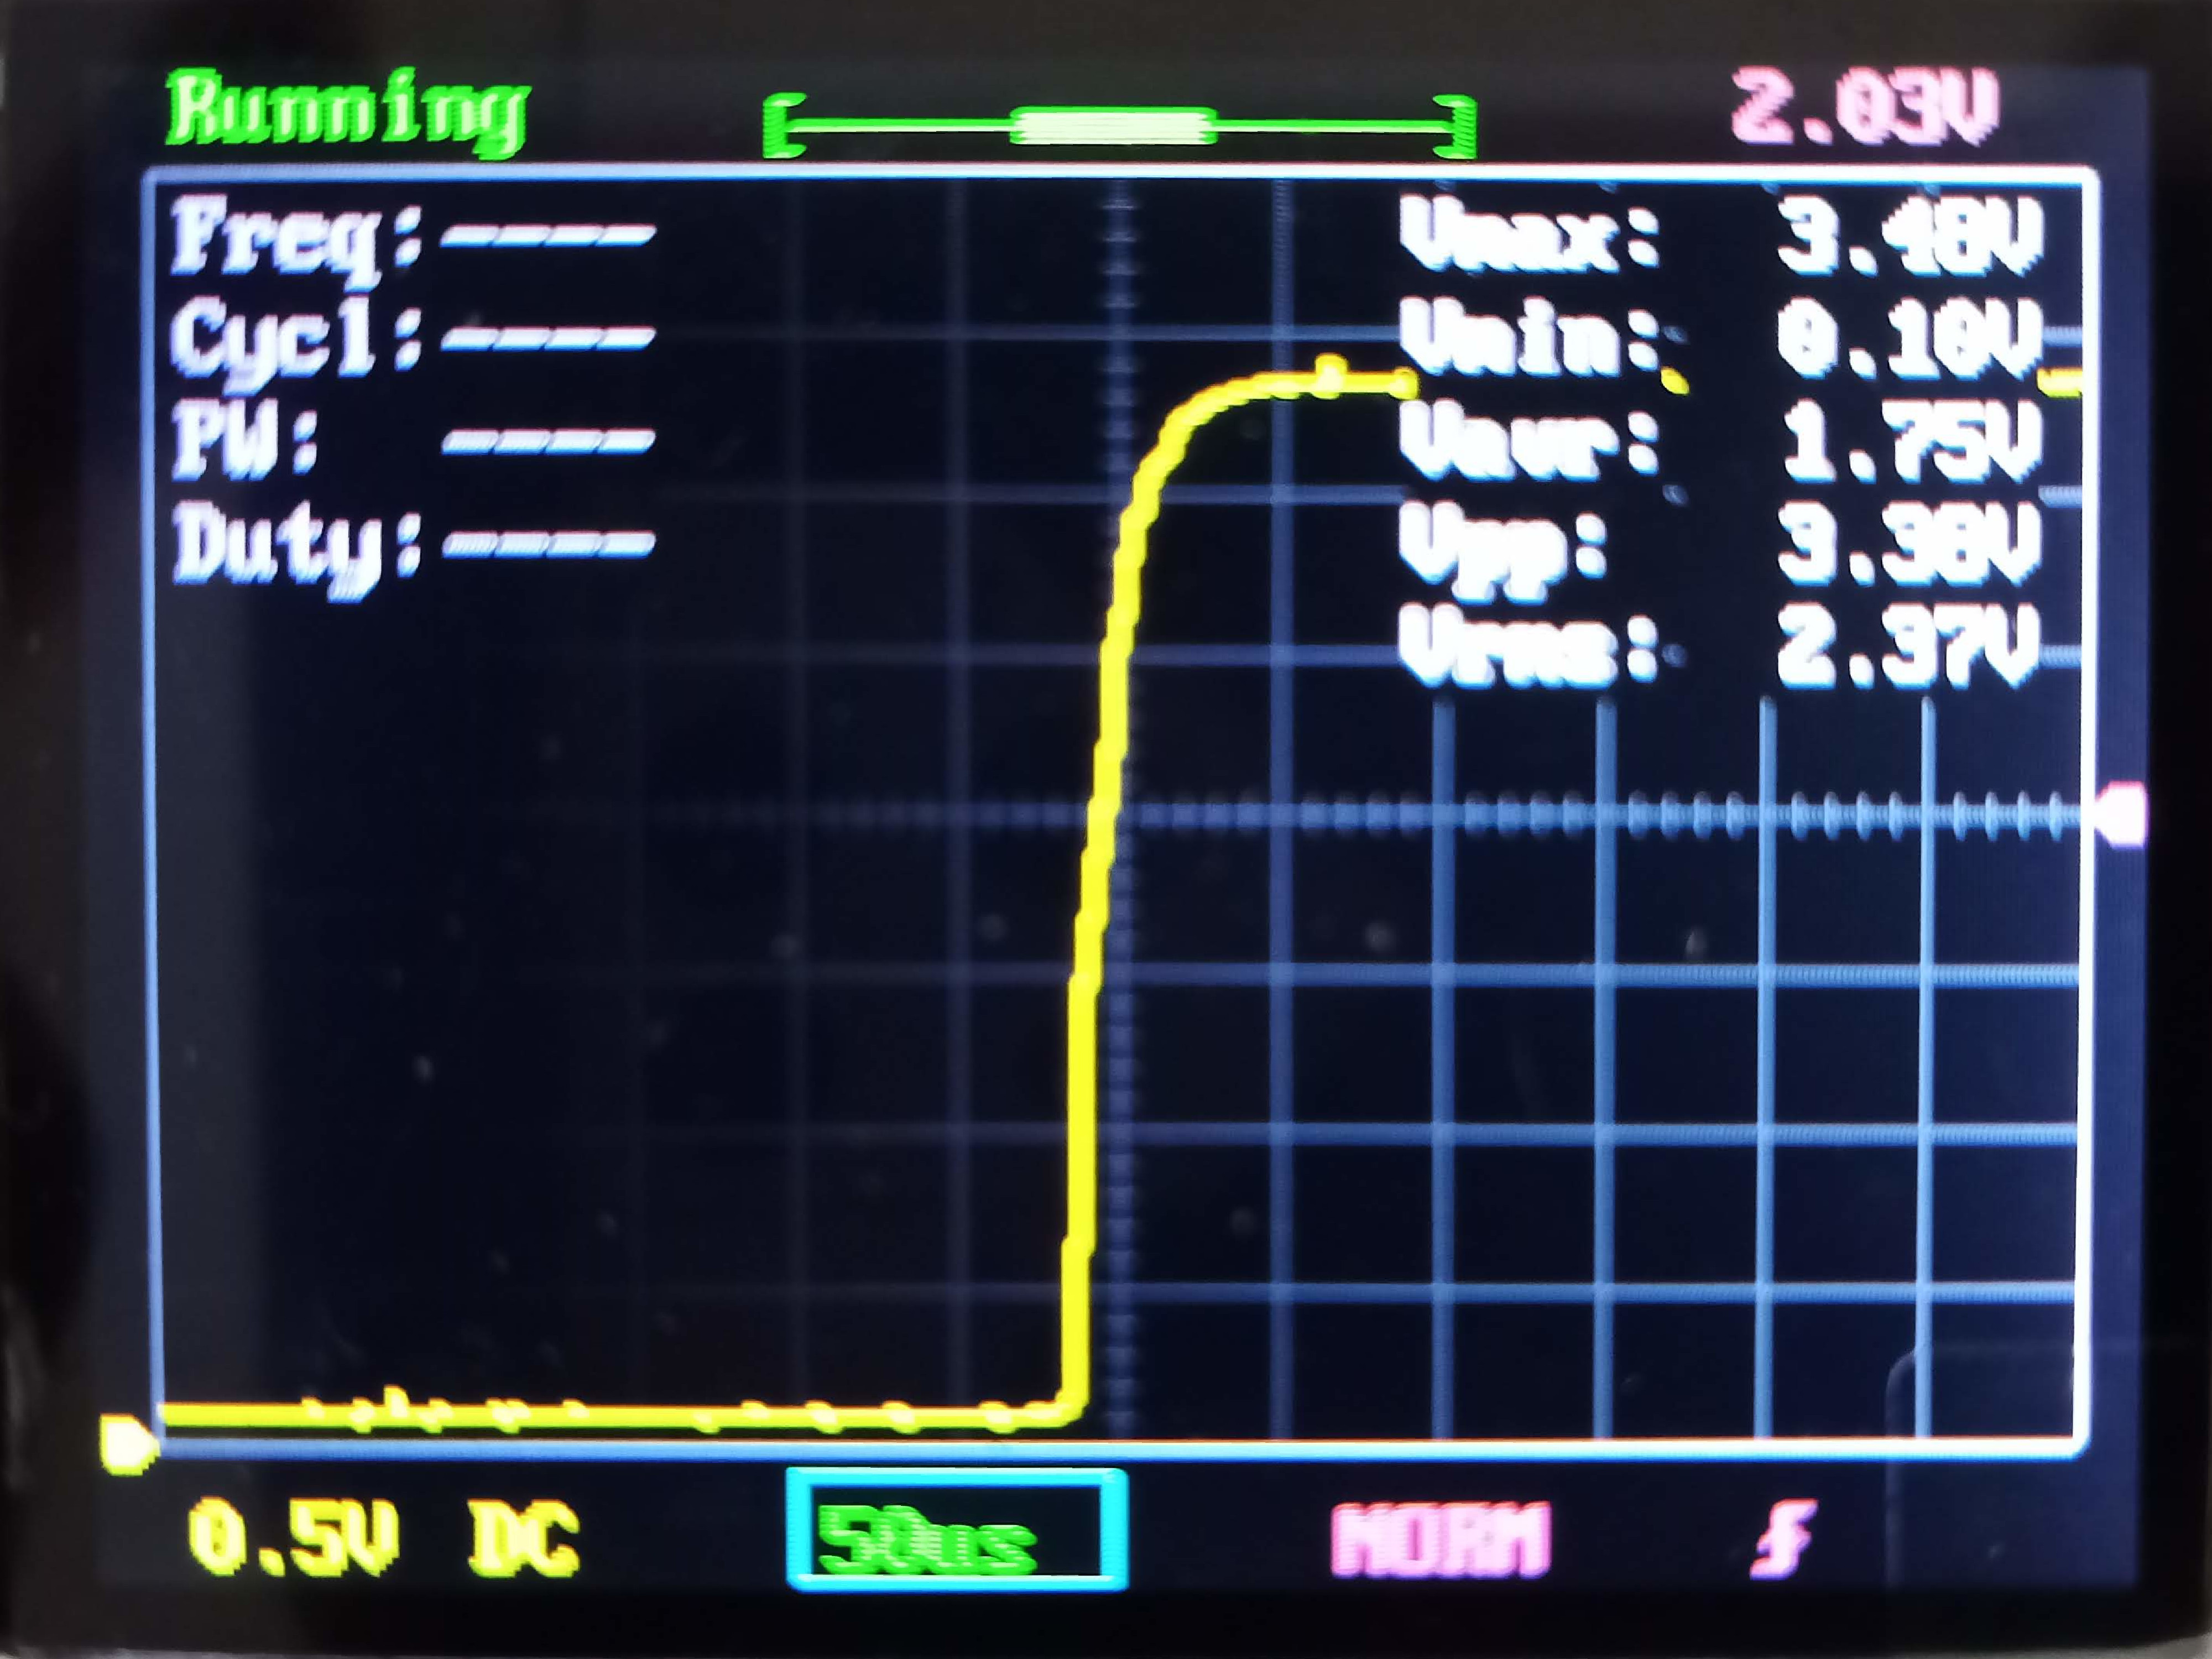 Running 2.03V
Freq:---- Vmax: 3.48V
Cycl:---- Vmin: 0.10V
PW: ---- Vavr: 1.75V
Duty:---- Vpp: 3.38V
Vrms: 2.37V
0.5V DC 50us NORM